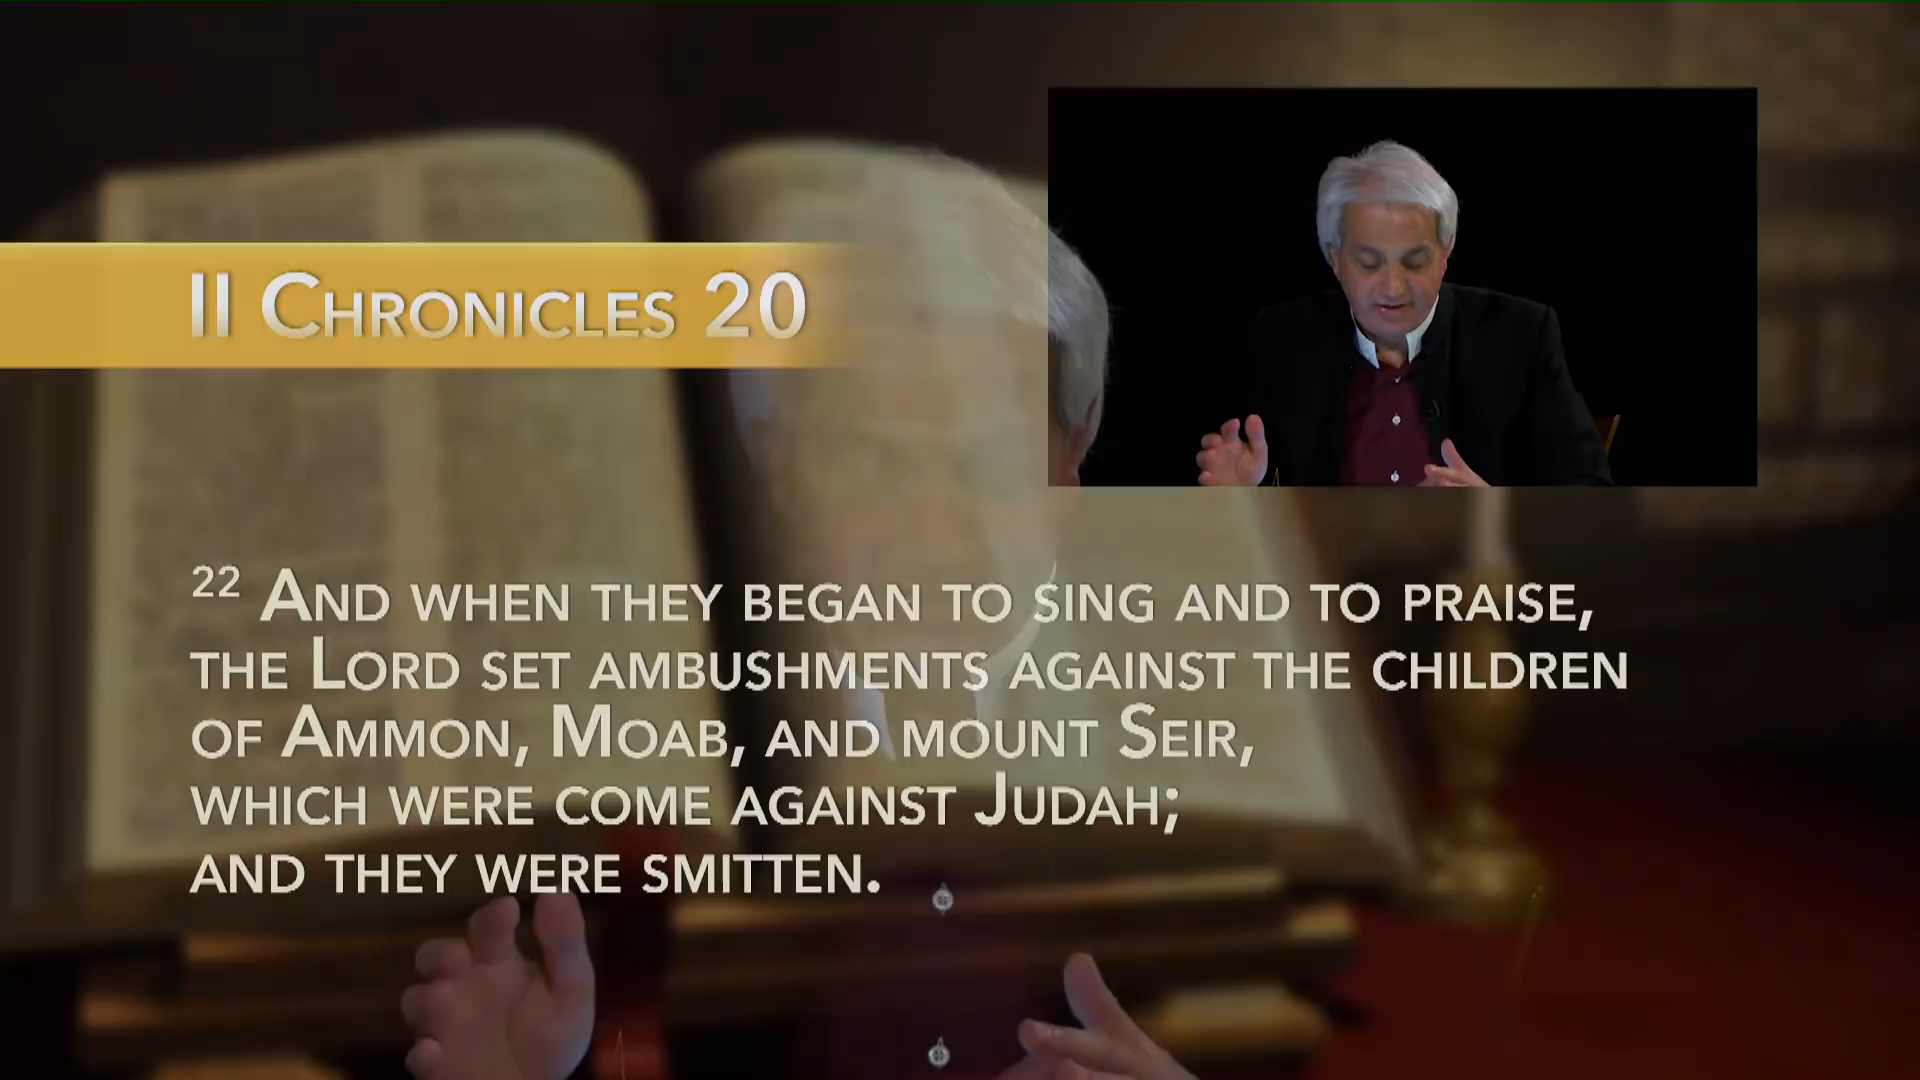 II Chronicles 20
22 And when they began to sing and to praise,
the Lord set ambushments against the children
of Ammon, Moab, and mount Seir,
which were come against Judah;
and they were smitten.